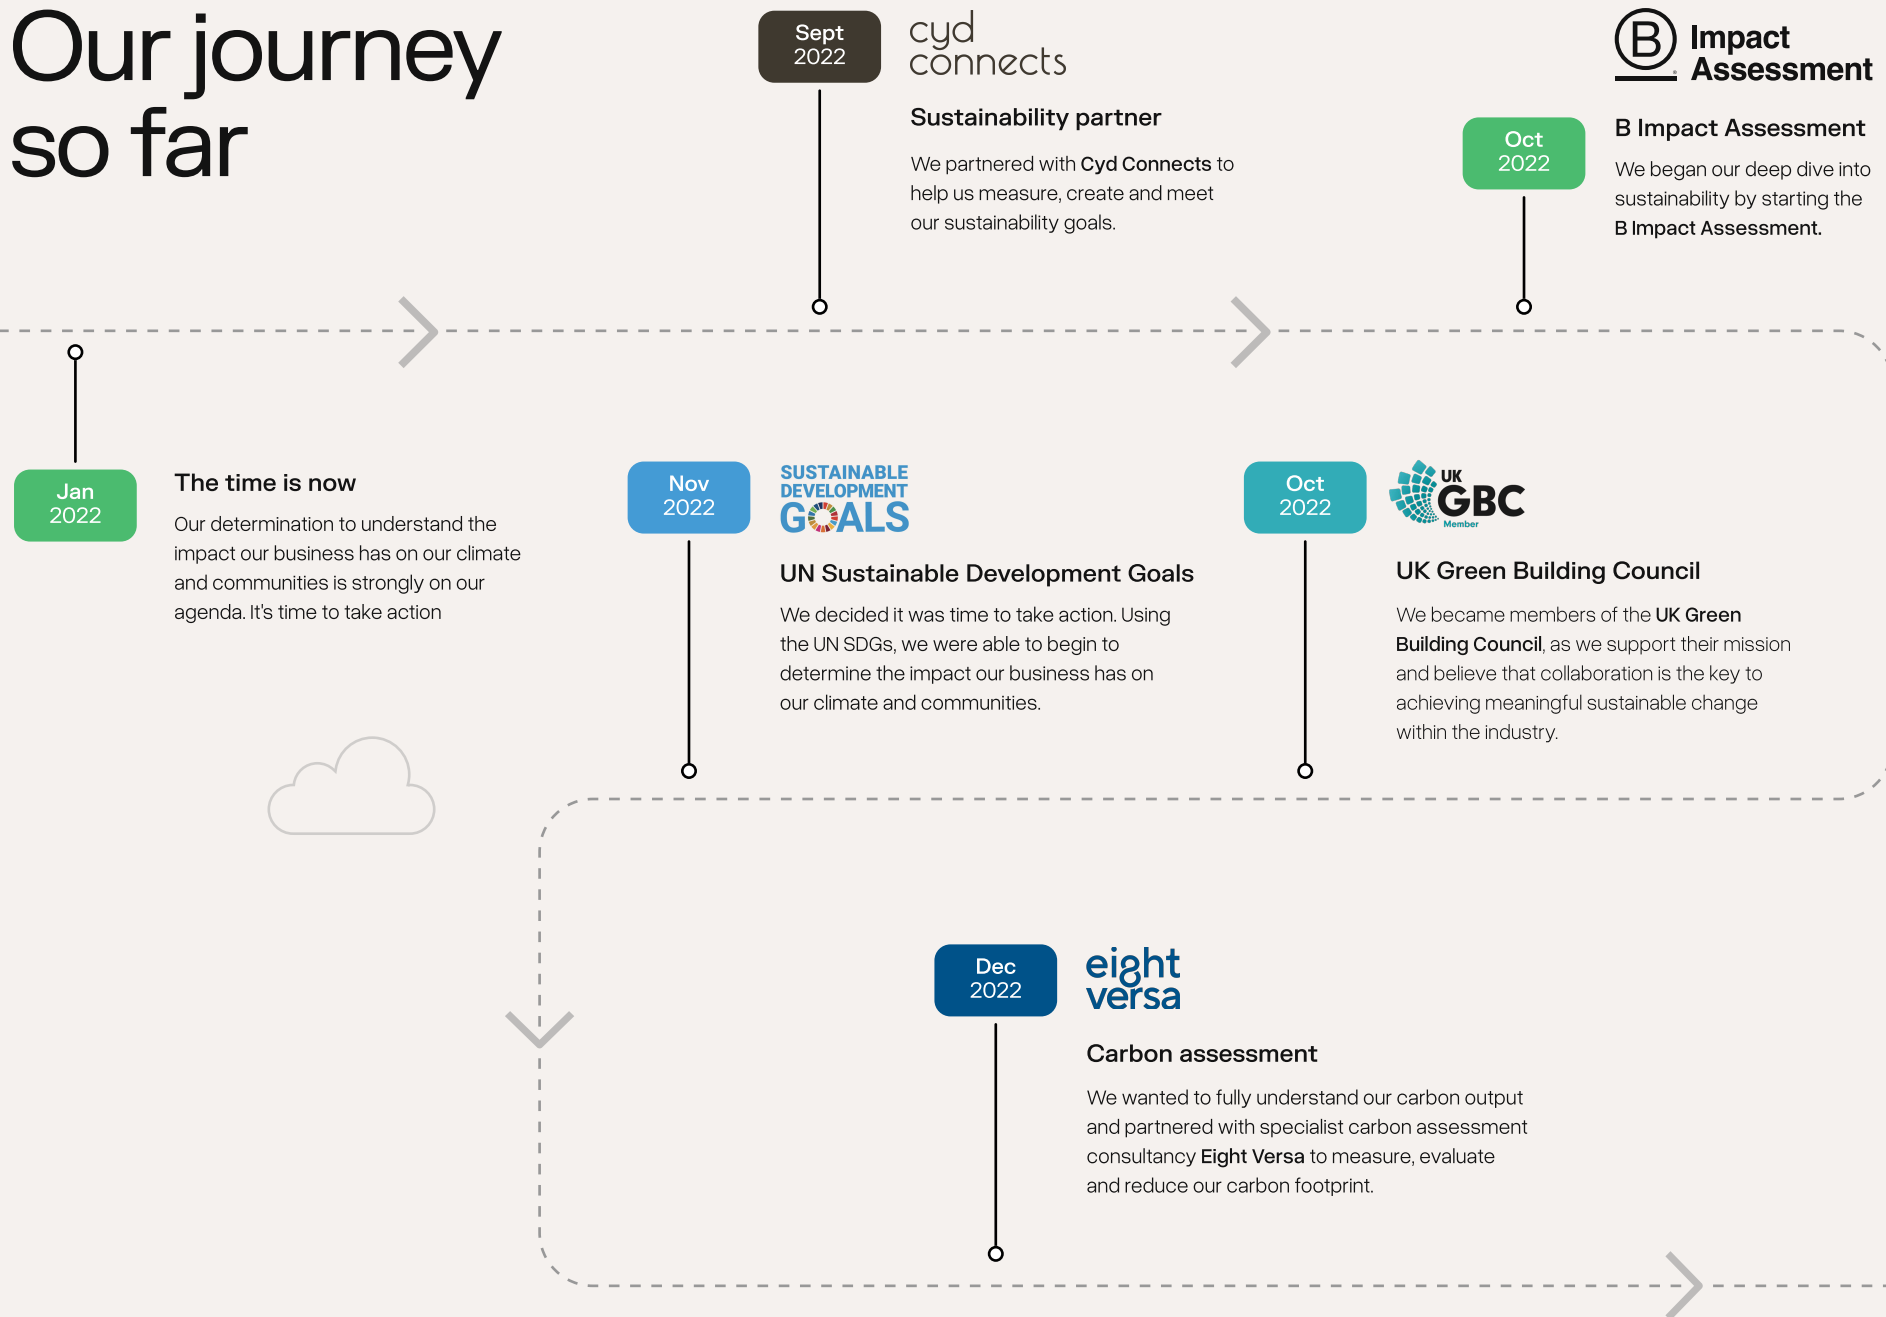 Our journey
so far
Jan
2022
The time is now
Our determination to understand the
impact our business has on our climate
and communities is strongly on our
agenda. It's time to take action
Sept
2022
cyd
connects
Sustainability partner
We partnered with Cyd Connects to
help us measure, create and meet
our sustainability goals.
Oct
2022
B Impact
Assessment
B Impact Assessment
We began our deep dive into
sustainability by starting the
B Impact Assessment.
Oct
2022
UK
GBC
Member
UK Green Building Council
We became members of the UK Green
Building Council, as we support their mission
and believe that collaboration is the key to
achieving meaningful sustainable change
within the industry.
Nov
2022
SUSTAINABLE
DEVELOPMENT
GOALS
UN Sustainable Development Goals
We decided it was time to take action. Using
the UN SDGs, we were able to begin to
determine the impact our business has on
our climate and communities.
Dec
2022
eight
versa
Carbon assessment
We wanted to fully understand our carbon output
and partnered with specialist carbon assessment
consultancy Eight Versa to measure, evaluate
and reduce our carbon footprint.